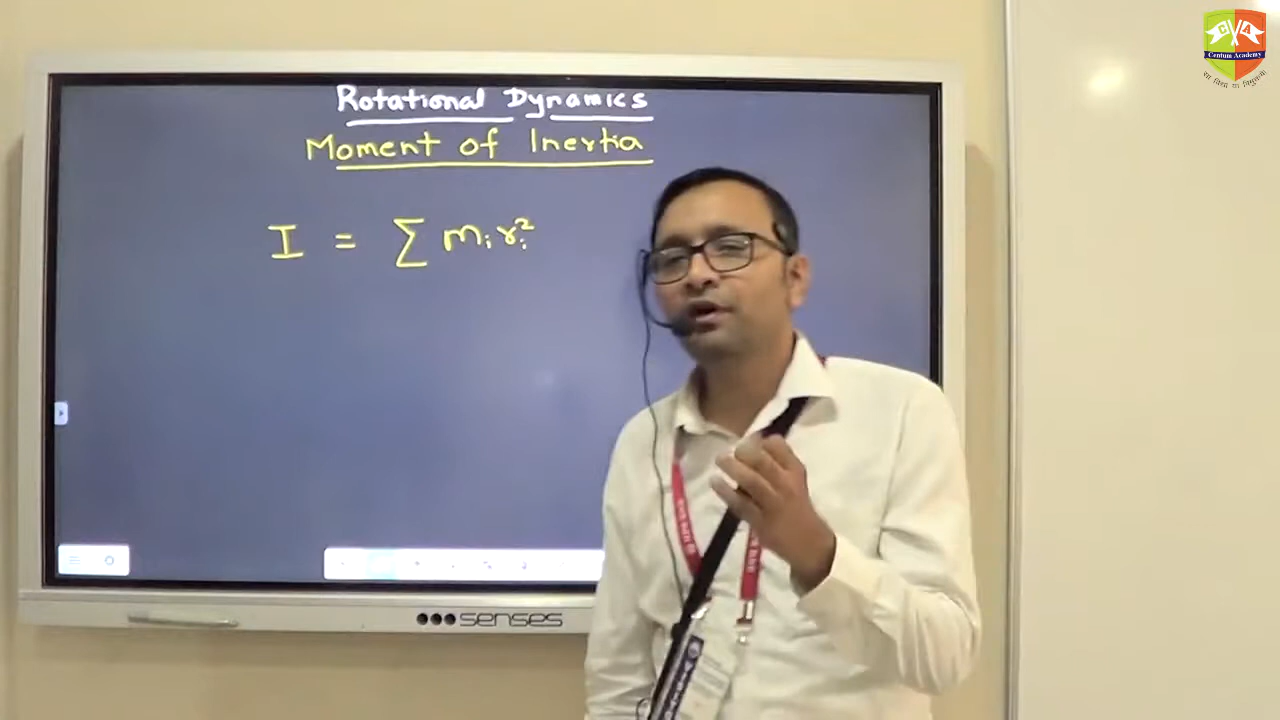 Rotational Dynamics
Moment of Inertia
I = ∑ mᵢrᵢ²
senses
C A
Centum Academy